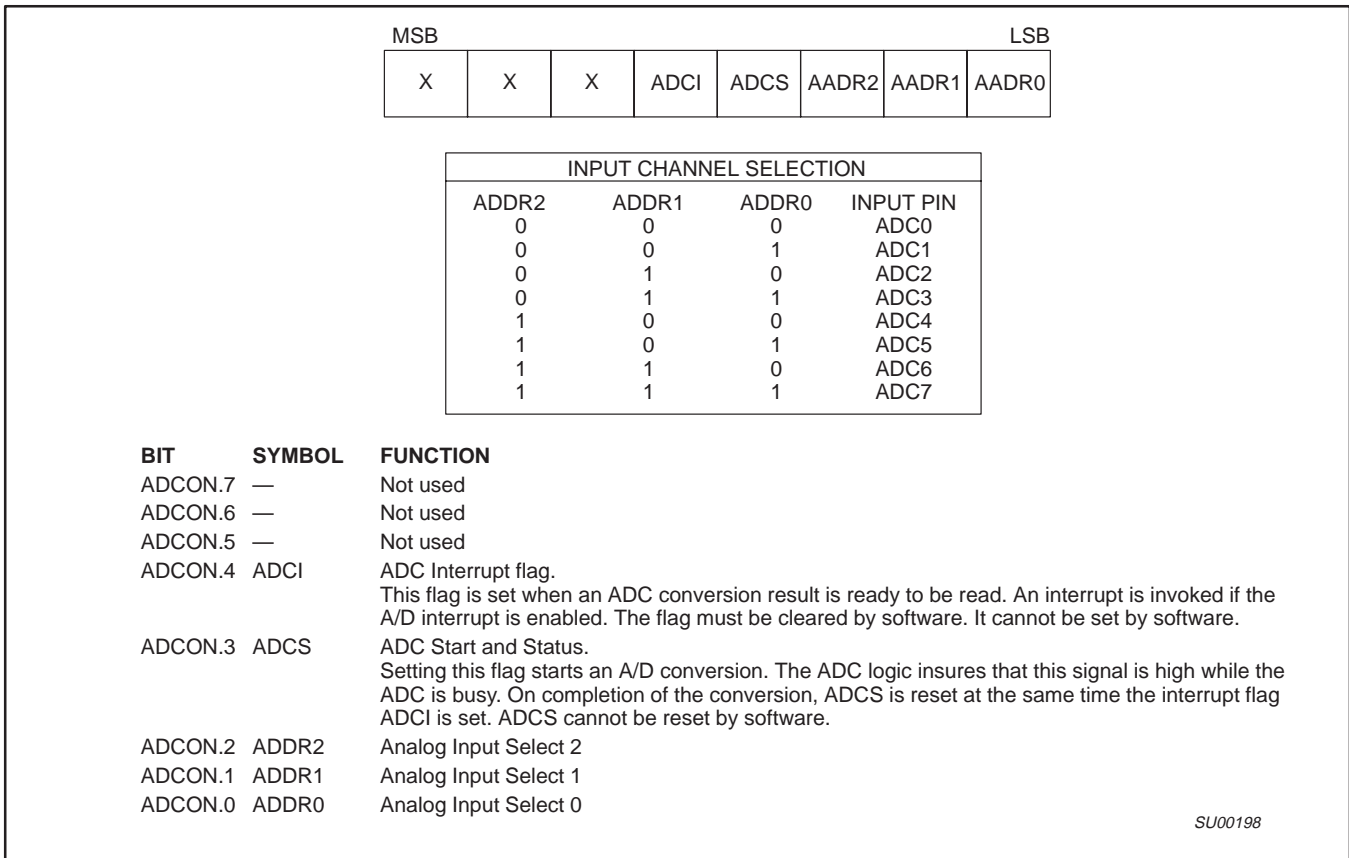 MSB LSB
X X X ADCI ADCS AADR2 AADR1 AADR0
INPUT CHANNEL SELECTION
ADDR2 ADDR1 ADDR0 INPUT PIN
0 0 0 ADC0
0 0 1 ADC1
0 1 0 ADC2
0 1 1 ADC3
1 0 0 ADC4
1 0 1 ADC5
1 1 0 ADC6
1 1 1 ADC7
BIT SYMBOL FUNCTION
ADCON.7 — Not used
ADCON.6 — Not used
ADCON.5 — Not used
ADCON.4 ADCI ADC Interrupt flag.
This flag is set when an ADC conversion result is ready to be read. An interrupt is invoked if the
A/D interrupt is enabled. The flag must be cleared by software. It cannot be set by software.
ADCON.3 ADCS ADC Start and Status.
Setting this flag starts an A/D conversion. The ADC logic insures that this signal is high while the
ADC is busy. On completion of the conversion, ADCS is reset at the same time the interrupt flag
ADCI is set. ADCS cannot be reset by software.
ADCON.2 ADDR2 Analog Input Select 2
ADCON.1 ADDR1 Analog Input Select 1
ADCON.0 ADDR0 Analog Input Select 0
SU00198